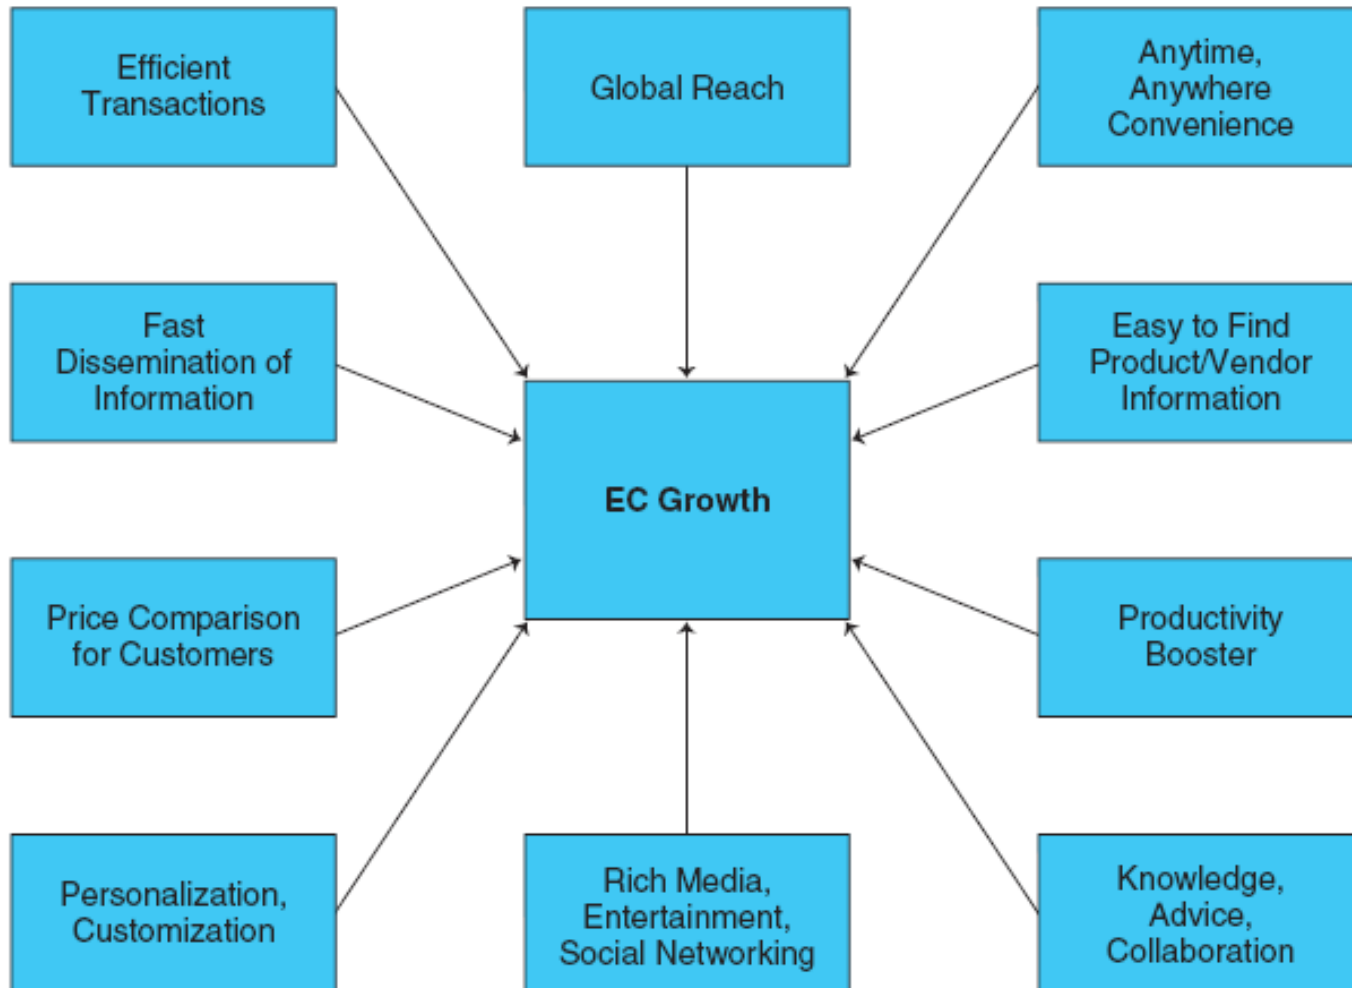 Efficient
Transactions
Global Reach
Anytime,
Anywhere
Convenience
Fast
Dissemination of
Information
Easy to Find
Product/Vendor
Information
EC Growth
Price Comparison
for Customers
Productivity
Booster
Personalization,
Customization
Rich Media,
Entertainment,
Social Networking
Knowledge,
Advice,
Collaboration